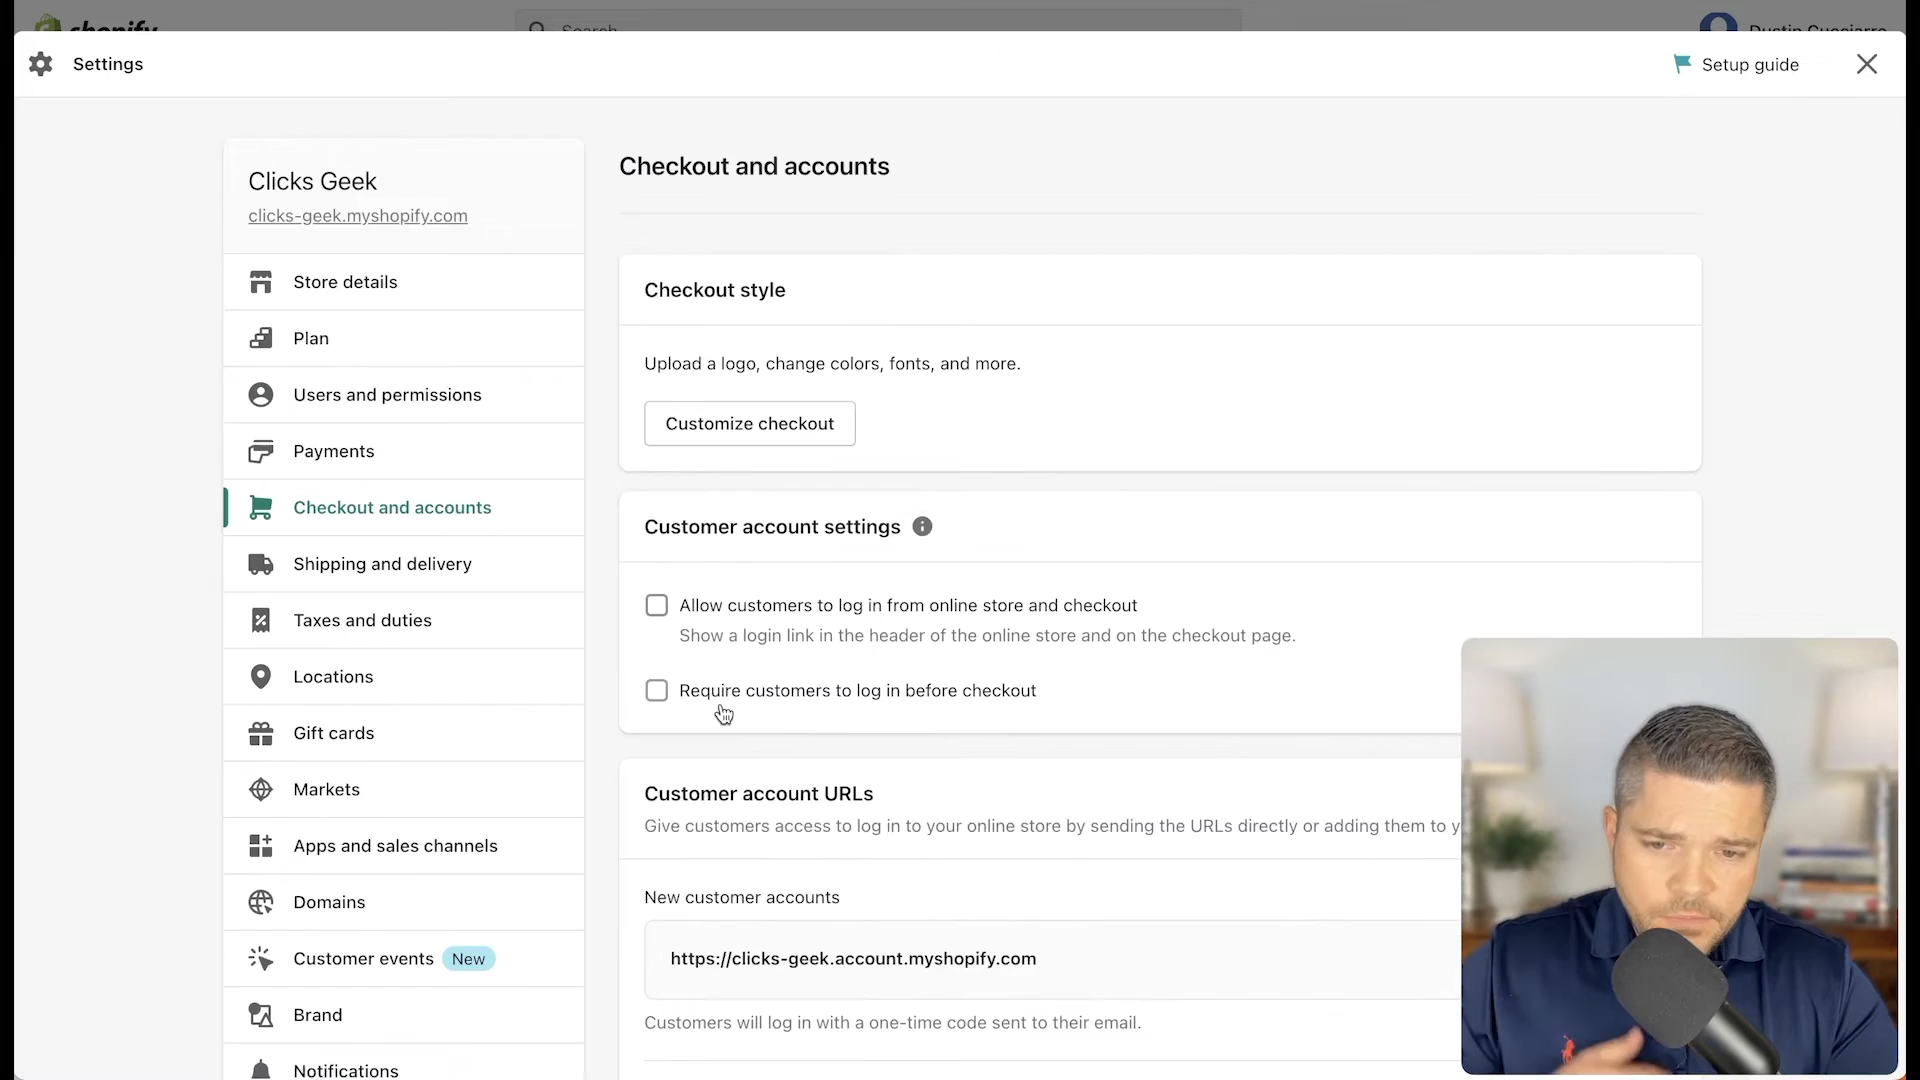 shopify
Search
Dustin Cucciarre
Settings
Setup guide
Clicks Geek
clicks-geek.myshopify.com
Store details
Plan
Users and permissions
Payments
Checkout and accounts
Shipping and delivery
Taxes and duties
Locations
Gift cards
Markets
Apps and sales channels
Domains
Customer events New
Brand
Notifications
Checkout and accounts
Checkout style
Upload a logo, change colors, fonts, and more.
Customize checkout
Customer account settings
Allow customers to log in from online store and checkout
Show a login link in the header of the online store and on the checkout page.
Require customers to log in before checkout
Customer account URLs
Give customers access to log in to your online store by sending the URLs directly or adding them to y
New customer accounts
https://clicks-geek.account.myshopify.com
Customers will log in with a one-time code sent to their email.